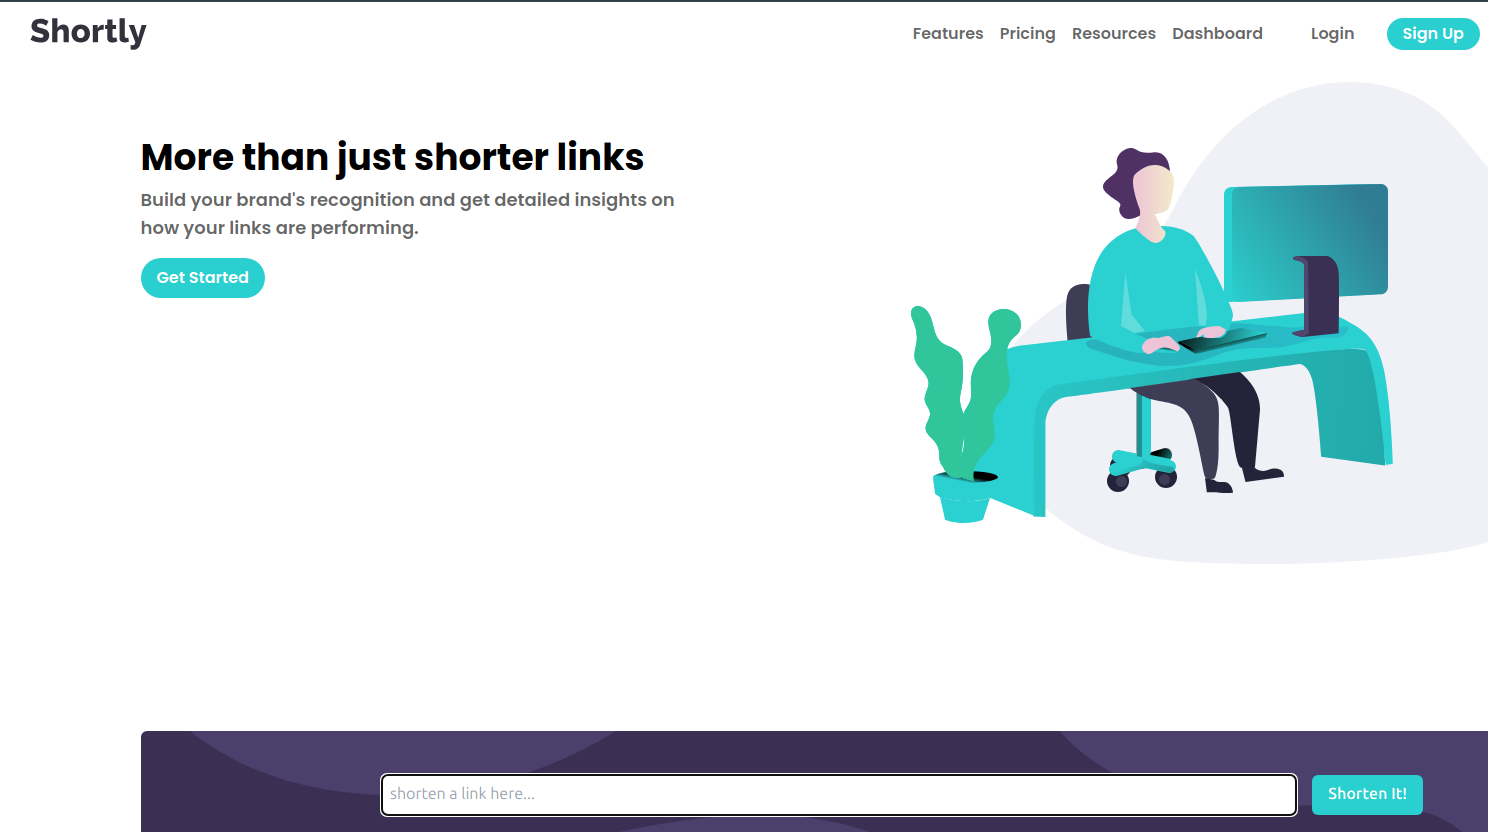 Shortly
Features Pricing Resources Dashboard Login Sign Up
More than just shorter links
Build your brand's recognition and get detailed insights on
how your links are performing.
Get Started
shorten a link here...
Shorten It!